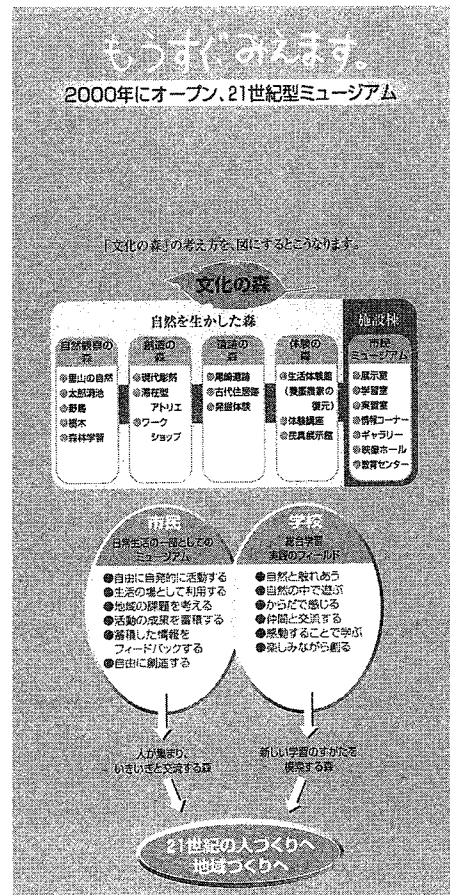 もうすぐみえます。
2000年にオープン、21世紀型ミュージアム
「文化の森」の考え方を、図にするとこうなります。
文化の森
自然を生かした森
自然観察の
森
●里山の自然
●太郎洞池
●野鳥
●樹木
●森林学習
創造の
森
●現代彫刻
●滞在型
アトリエ
●ワーク
ショップ
遺跡の
森
●尾崎遺跡
●古代住居跡
●発掘体験
体験の
森
●生活体験館
(養蚕農家の
復元)
●体験講座
●民具展示館
施設棟
市民
ミュージアム
●展示室
●学習室
●実習室
●情報コーナー
●ギャラリー
●映像ホール
●教育センター
市民
日常生活の一部としての
ミュージアム
●自由に自発的に活動する
●生活の場として利用する
●地域の課題を考える
●活動の成果を蓄積する
●蓄積した情報を
フィードバックする
●自由に創造する
学校
総合学習
実践のフィールド
●自然と触れあう
●自然の中で遊ぶ
●からだで感じる
●仲間と交流する
●感動することで学ぶ
●楽しみながら創る
人が集まり、
いきいきと交流する森
新しい学習のすがたを
模索する森
21世紀の人づくりへ
地域づくりへ